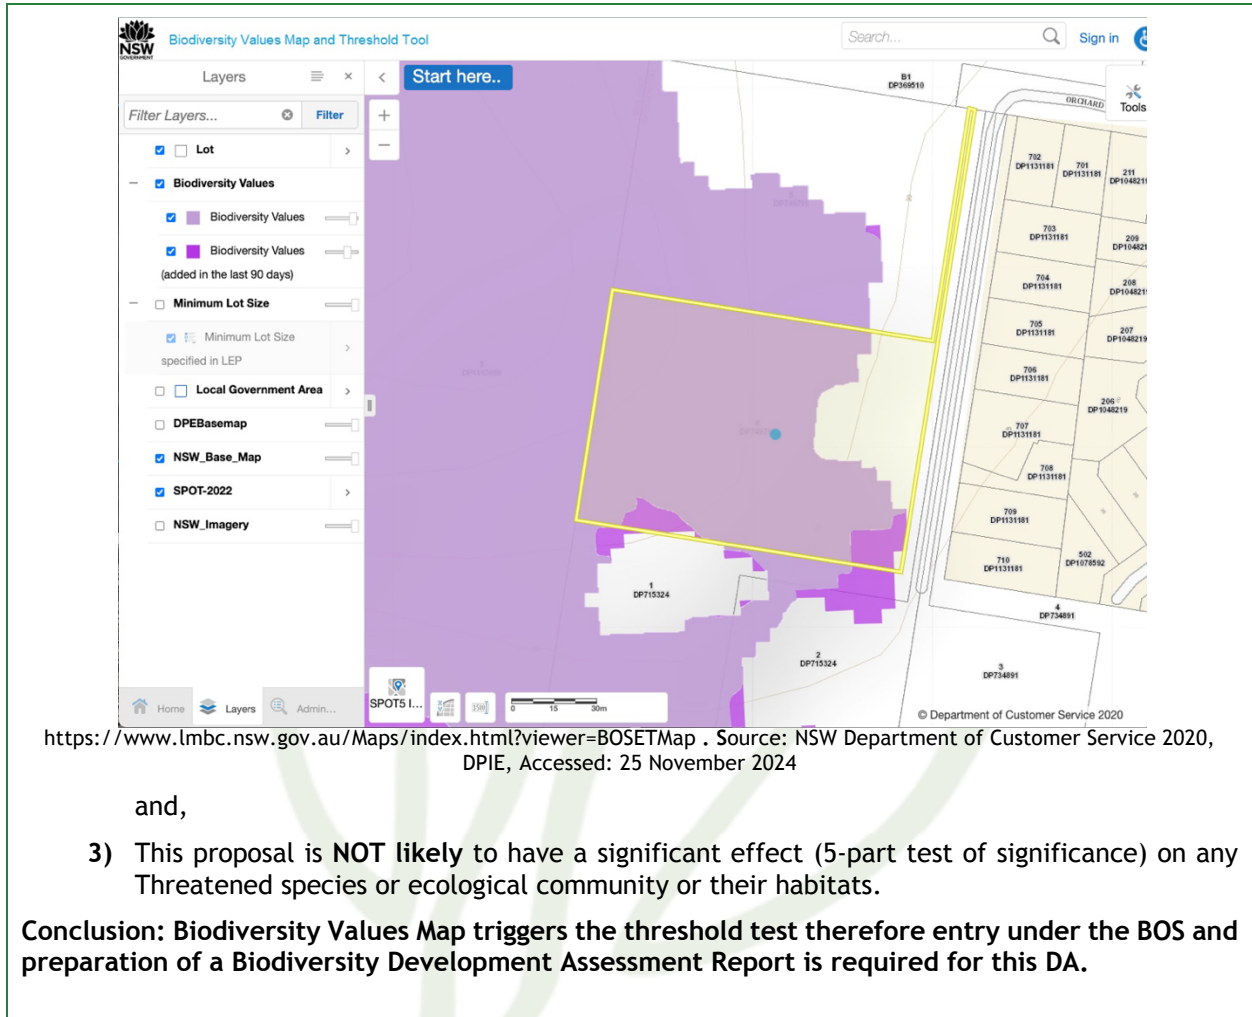 NSW
GOVERNMENT
Biodiversity Values Map and Threshold Tool
Search...
Sign in
Layers
Start here..
Filter Layers...
Filter
Lot
Biodiversity Values
Biodiversity Values
Biodiversity Values
(added in the last 90 days)
Minimum Lot Size
Minimum Lot Size
specified in LEP
Local Government Area
DPEBasemap
NSW_Base_Map
SPOT-2022
NSW_Imagery
Home
Layers
Admin...
Tools
B1
DP369510
ORCHARD
702
DP1131181
701
DP1131181
211
DP1048219
703
DP1131181
209
DP104821
704
DP1131181
208
DP104821
705
DP1131181
207
DP1048219
706
DP1131181
206
DP1048219
707
DP1131181
708
DP1131181
709
DP1131181
710
DP1131181
502
DP1078592
4
DP734891
3
DP734891
1
DP715324
2
DP715324
SPOT5 I...
0 15 30m
© Department of Customer Service 2020
https://www.lmbc.nsw.gov.au/Maps/index.html?viewer=BOSETMap . Source: NSW Department of Customer Service 2020,
DPIE, Accessed: 25 November 2024
and,
3) This proposal is NOT likely to have a significant effect (5-part test of significance) on any
Threatened species or ecological community or their habitats.
Conclusion: Biodiversity Values Map triggers the threshold test therefore entry under the BOS and
preparation of a Biodiversity Development Assessment Report is required for this DA.